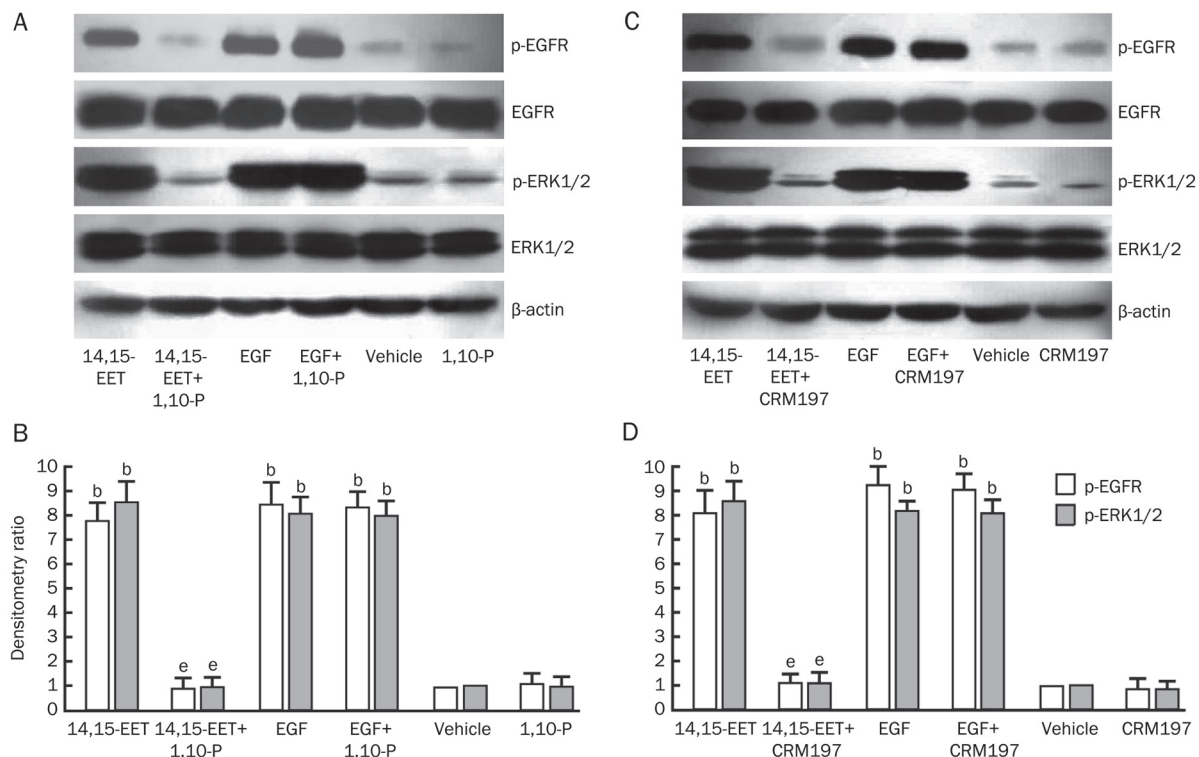 A
p-EGFR
EGFR
p-ERK1/2
ERK1/2
β-actin
14,15-
EET
14,15-
EET+
1,10-P
EGF
EGF+
1,10-P
Vehicle
1,10-P
C
p-EGFR
EGFR
p-ERK1/2
ERK1/2
β-actin
14,15-
EET
14,15-
EET+
CRM197
EGF
EGF+
CRM197
Vehicle
CRM197
B
Densitometry ratio
10
9
8
7
6
5
4
3
2
1
0
b
b
e
e
b
b
b
b
14,15-EET
14,15-EET+
1,10-P
EGF
EGF+
1,10-P
Vehicle
1,10-P
D
10
9
8
7
6
5
4
3
2
1
0
b
b
e
e
b
b
b
b
p-EGFR
p-ERK1/2
14,15-EET
14,15-EET+
CRM197
EGF
EGF+
CRM197
Vehicle
CRM197